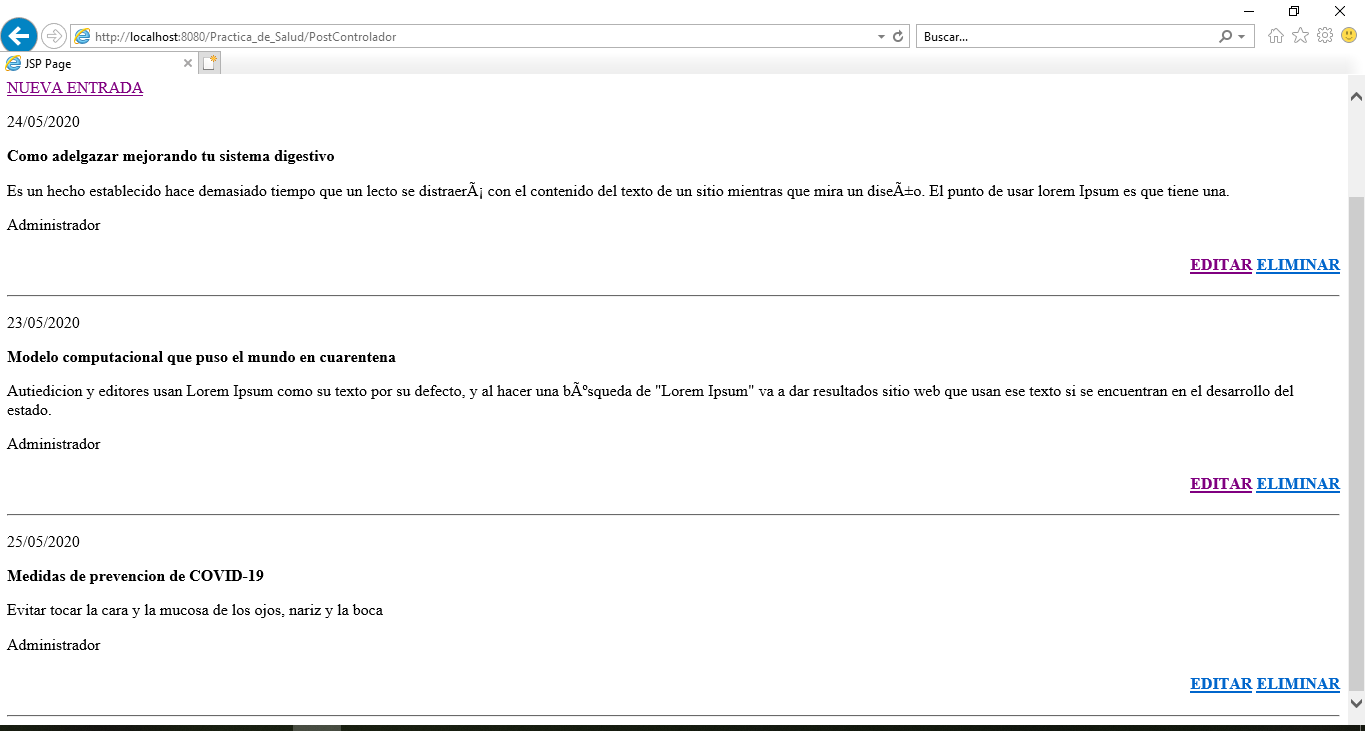 http://localhost:8080/Practica_de_Salud/PostControlador
Buscar...
JSP Page
NUEVA ENTRADA
24/05/2020
Como adelgazar mejorando tu sistema digestivo
Es un hecho establecido hace demasiado tiempo que un lecto se distraerÃ¡ con el contenido del texto de un sitio mientras que mira un diseÃ±o. El punto de usar lorem Ipsum es que tiene una.
Administrador
EDITAR ELIMINAR
23/05/2020
Modelo computacional que puso el mundo en cuarentena
Autiedicion y editores usan Lorem Ipsum como su texto por su defecto, y al hacer una bÃºsqueda de "Lorem Ipsum" va a dar resultados sitio web que usan ese texto si se encuentran en el desarrollo del
estado.
Administrador
EDITAR ELIMINAR
25/05/2020
Medidas de prevencion de COVID-19
Evitar tocar la cara y la mucosa de los ojos, nariz y la boca
Administrador
EDITAR ELIMINAR